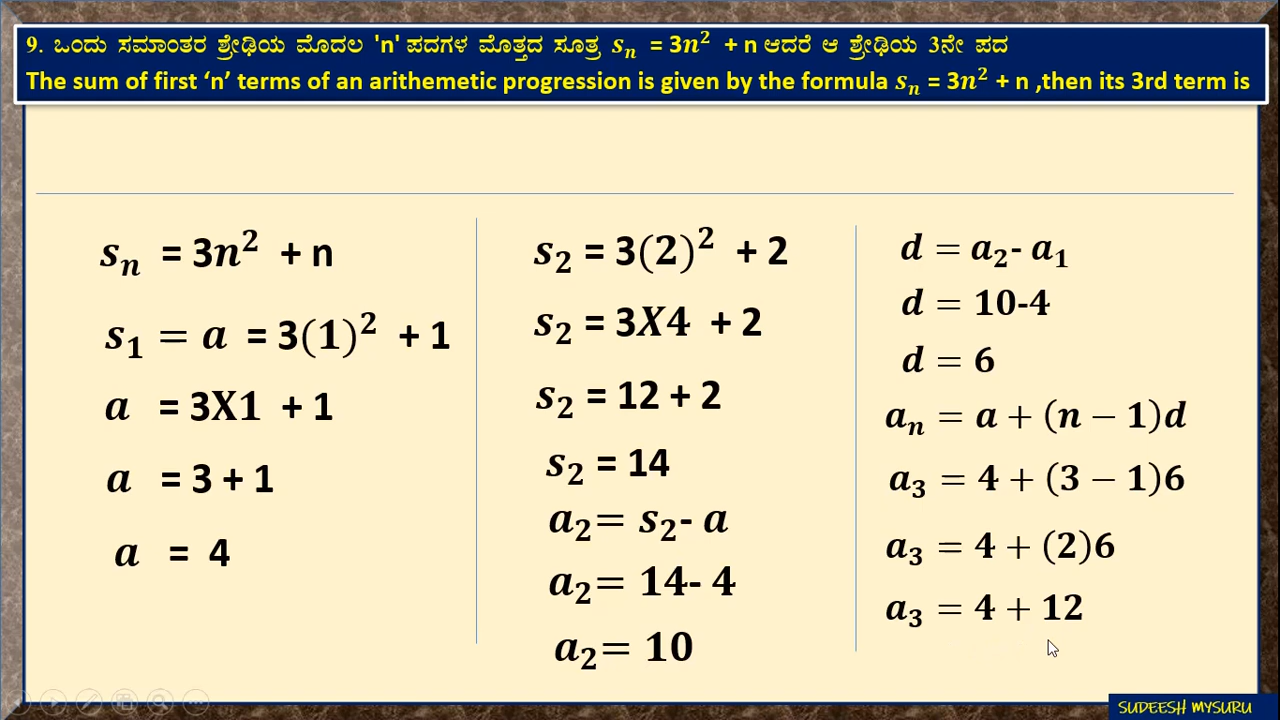 9. ಒಂದು ಸಮಾಂತರ ಶ್ರೇಢಿಯ ಮೊದಲ 'n' ಪದಗಳ ಮೊತ್ತದ ಸೂತ್ರ sₙ = 3n² + n ಆದರೆ ಆ ಶ್ರೇಢಿಯ 3ನೇ ಪದ
The sum of first ‘n’ terms of an arithemetic progression is given by the formula sₙ = 3n² + n ,then its 3rd term is
sₙ = 3n² + n
s₁ = a = 3(1)² + 1
a = 3X1 + 1
a = 3 + 1
a = 4
s₂ = 3(2)² + 2
s₂ = 3X4 + 2
s₂ = 12 + 2
s₂ = 14
a₂= s₂- a
a₂= 14- 4
a₂= 10
d = a₂- a₁
d = 10-4
d = 6
aₙ = a + (n − 1)d
a₃ = 4 + (3 − 1)6
a₃ = 4 + (2)6
a₃ = 4 + 12
SUDEESH MYSURU